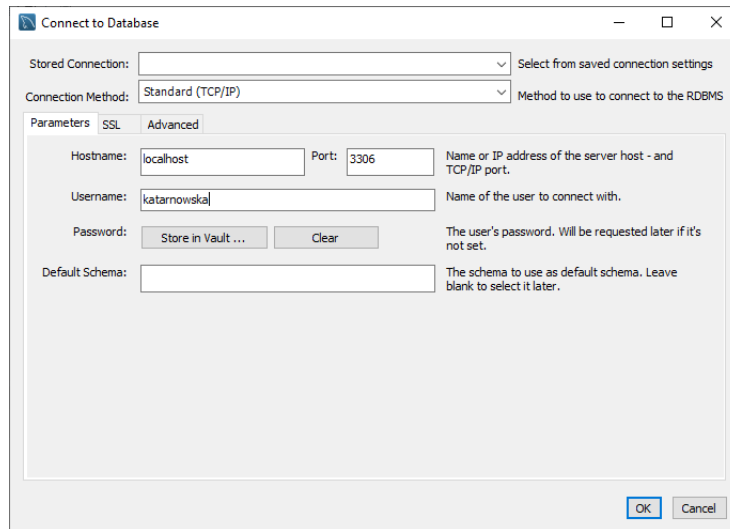 Connect to Database
Stored Connection: Select from saved connection settings
Connection Method: Standard (TCP/IP) Method to use to connect to the RDBMS
Parameters SSL Advanced
Hostname: localhost Port: 3306 Name or IP address of the server host - and
TCP/IP port.
Username: katarnowska Name of the user to connect with.
Password: Store in Vault ... Clear The user's password. Will be requested later if it's
not set.
Default Schema: The schema to use as default schema. Leave
blank to select it later.
OK Cancel